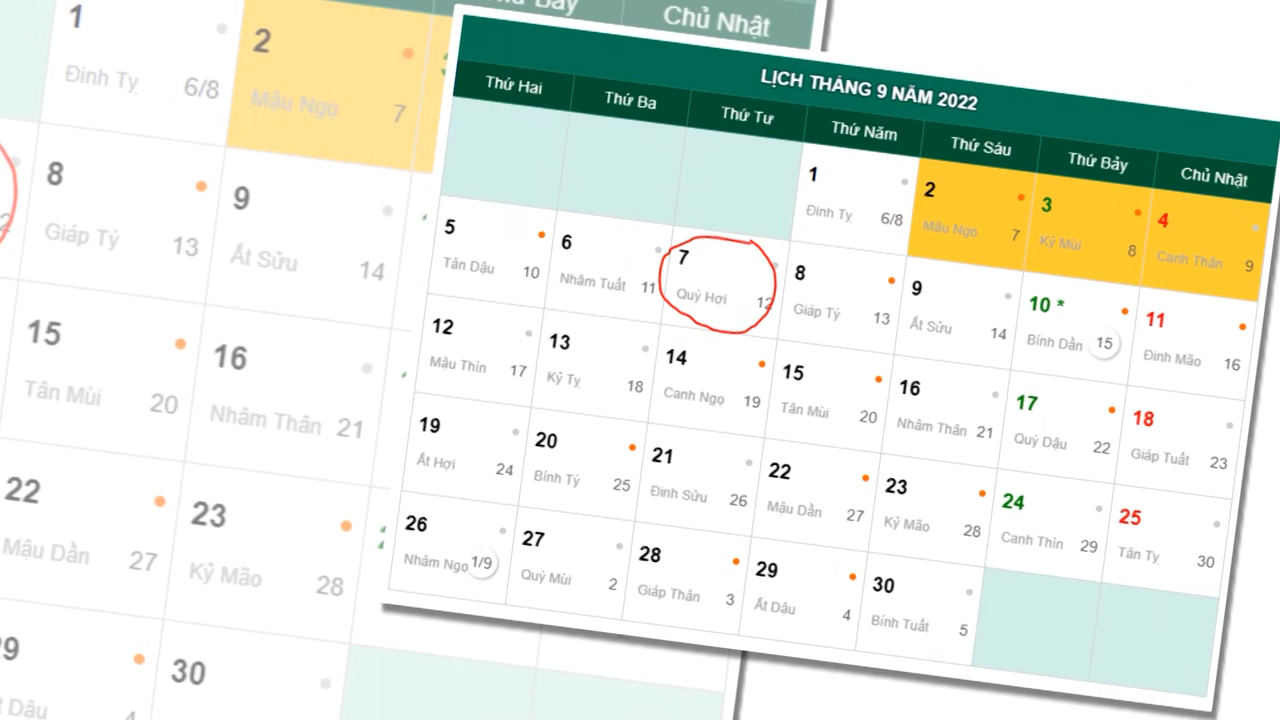 Thứ Bảy Chủ Nhật
1
Đinh Tỵ 6/8
2
Mậu Ngọ 7
8
Giáp Tý 13
9
Ất Sửu 14
15
Tân Mùi 20
16
Nhâm Thân 21
22
Mậu Dần 27
23
Kỷ Mão 28
30
LỊCH THÁNG 9 NĂM 2022
Thứ Hai Thứ Ba Thứ Tư Thứ Năm Thứ Sáu Thứ Bảy Chủ Nhật
1 2 3 4
Đinh Tỵ 6/8 Mậu Ngọ 7 Kỷ Mùi 8 Canh Thân 9
5 6 7 8 9 10 * 11
Tân Dậu 10 Nhâm Tuất 11 Quý Hợi 12 Giáp Tý 13 Ất Sửu 14 Bính Dần 15 Đinh Mão 16
12 13 14 15 16 17 18
Mậu Thìn 17 Kỷ Tỵ 18 Canh Ngọ 19 Tân Mùi 20 Nhâm Thân 21 Quý Dậu 22 Giáp Tuất 23
19 20 21 22 23 24 25
Ất Hợi 24 Bính Tý 25 Đinh Sửu 26 Mậu Dần 27 Kỷ Mão 28 Canh Thìn 29 Tân Tỵ 30
26 27 28 29 30
Nhâm Ngọ 1/9 Quý Mùi 2 Giáp Thân 3 Ất Dậu 4 Bính Tuất 5